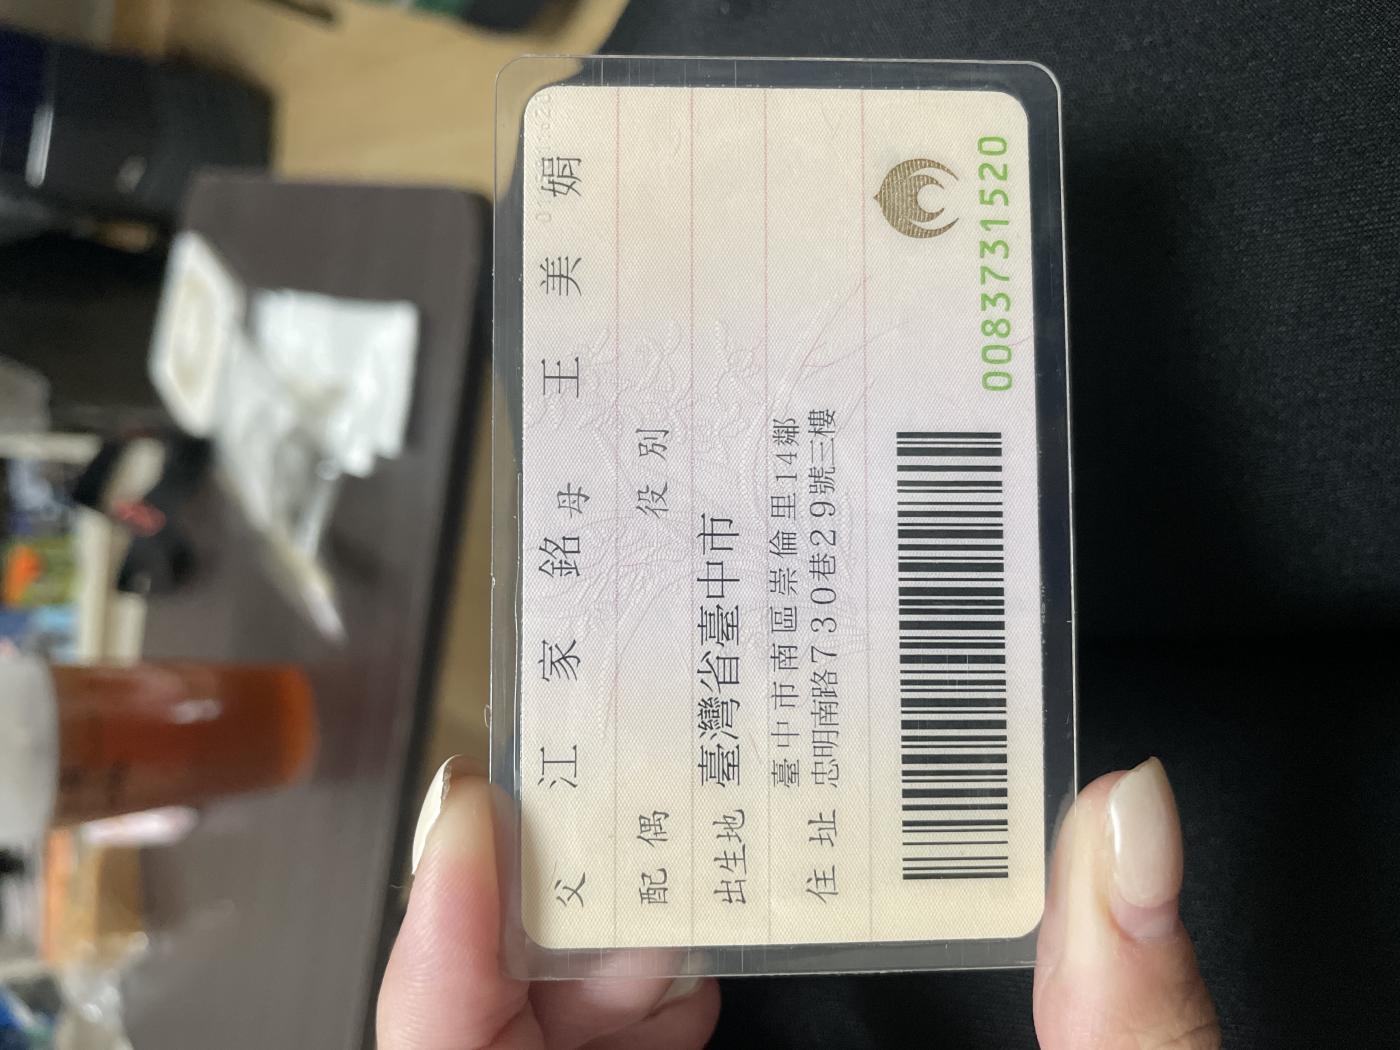 父 江家銘 母 王美娟
配偶 役別
出生地 臺灣省臺中市
住址 臺中市南區崇倫里14鄰
忠明南路730巷29號三樓
0083731520